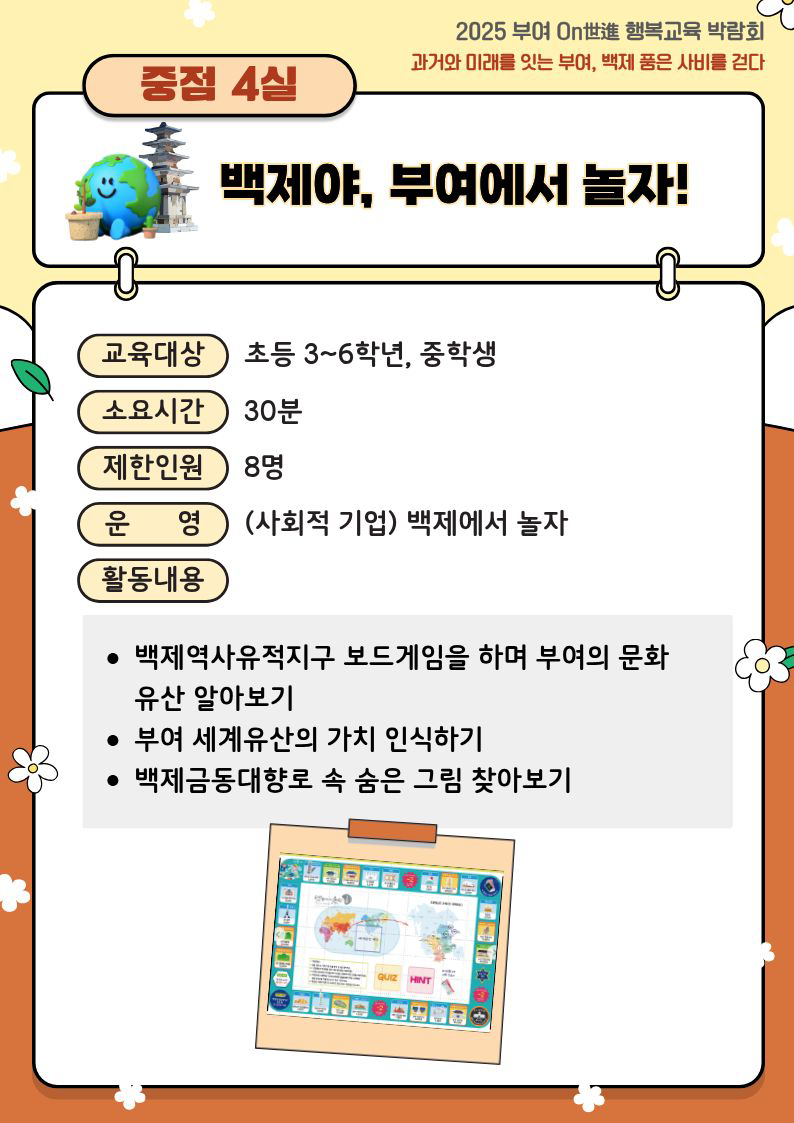 2025 부여 On世進 행복교육 박람회
과거와 미래를 잇는 부여, 백제 품은 사비를 걷다
중점 4실
백제야, 부여에서 놀자!
교육대상 초등 3~6학년, 중학생
소요시간 30분
제한인원 8명
운 영 (사회적 기업) 백제에서 놀자
활동내용
• 백제역사유적지구 보드게임을 하며 부여의 문화
유산 알아보기
• 부여 세계유산의 가치 인식하기
• 백제금동대향로 속 숨은 그림 찾아보기
QUIZ
HINT